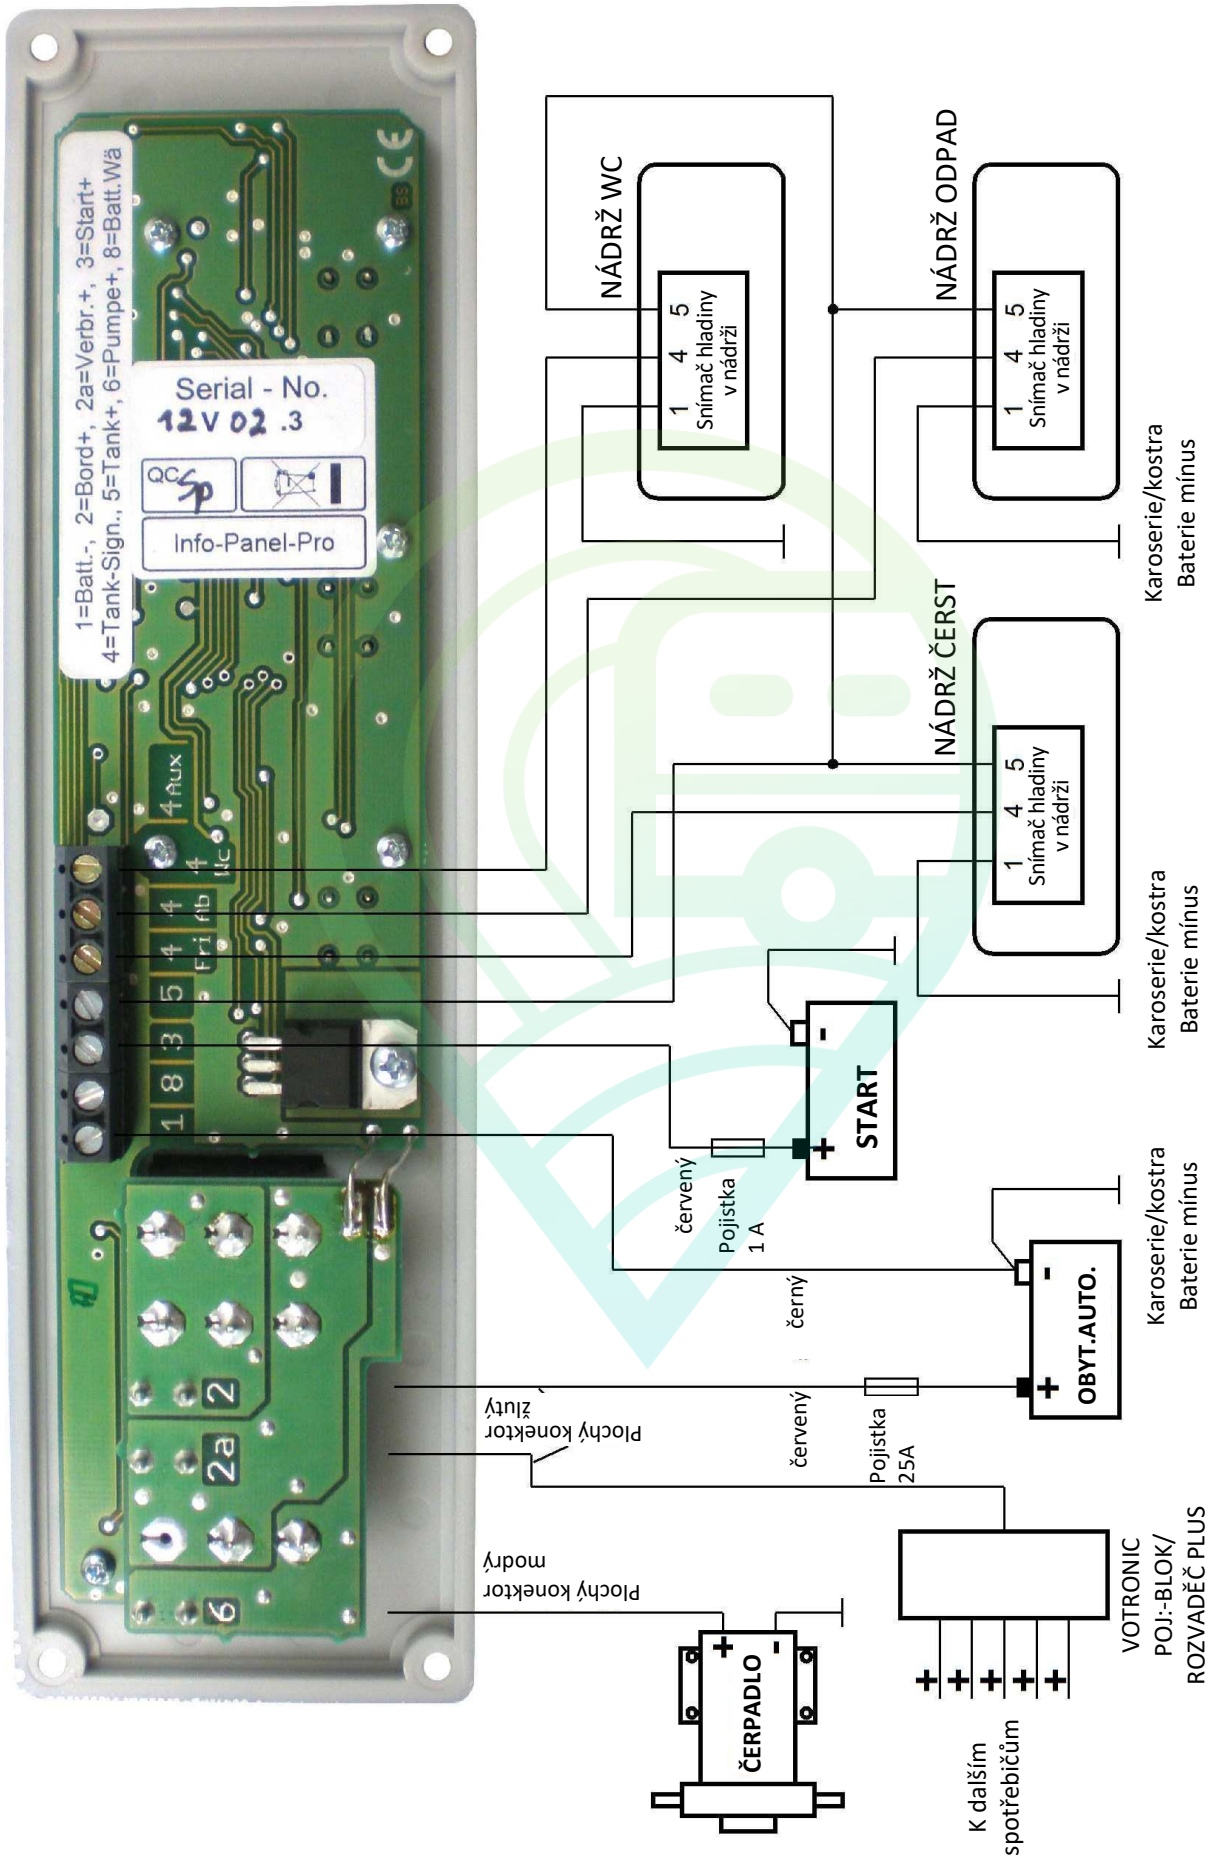 1=Batt.-, 2=Bord+, 2a=Verbr.+, 3=Start+
4=Tank-Sign., 5=Tank+, 6=Pumpe+, 8=Batt.Wä
Serial - No.
12V 02 .3
QC Sp
Info-Panel-Pro
BS CE
6 2a 2
1 8 3 5 4 4 4 4Aux
Fri Ab Wc
NÁDRŽ WC
1 4 5
Snímač hladiny
v nádrži
NÁDRŽ ODPAD
1 4 5
Snímač hladiny
v nádrži
Karoserie/kostra
Baterie mínus
NÁDRŽ ČERST
1 4 5
Snímač hladiny
v nádrži
Karoserie/kostra
Baterie mínus
+ -
START
červený
Pojistka
1 A
černý
+ -
OBYT.AUTO.
Karoserie/kostra
Baterie mínus
červený
Pojistka
25A
Plochý konektor
žlutý
Plochý konektor
modrý
+ -
ČERPADLO
VOTRONIC
POJ:-BLOK/
ROZVADĚČ PLUS
+ + + + +
K dalším
spotřebičům